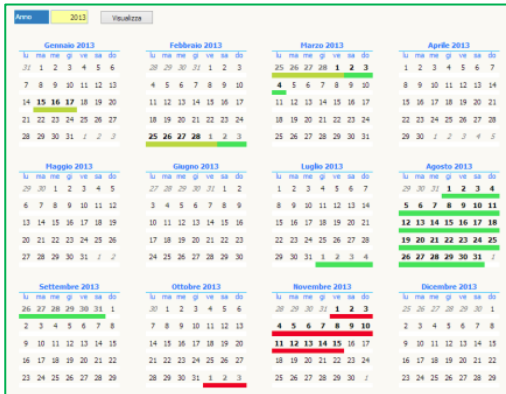 Anno 2013 Visualizza
Gennaio 2013
lu ma me gi ve sa do
31 1 2 3 4 5 6
7 8 9 10 11 12 13
14 15 16 17 18 19 20
21 22 23 24 25 26 27
28 29 30 31 1 2 3
Febbraio 2013
lu ma me gi ve sa do
28 29 30 31 1 2 3
4 5 6 7 8 9 10
11 12 13 14 15 16 17
18 19 20 21 22 23 24
25 26 27 28 1 2 3
Marzo 2013
lu ma me gi ve sa do
25 26 27 28 1 2 3
4 5 6 7 8 9 10
11 12 13 14 15 16 17
18 19 20 21 22 23 24
25 26 27 28 29 30 31
Aprile 2013
lu ma me gi ve sa do
1 2 3 4 5 6 7
8 9 10 11 12 13 14
15 16 17 18 19 20 21
22 23 24 25 26 27 28
29 30 1 2 3 4 5
Maggio 2013
lu ma me gi ve sa do
29 30 1 2 3 4 5
6 7 8 9 10 11 12
13 14 15 16 17 18 19
20 21 22 23 24 25 26
27 28 29 30 31 1 2
Giugno 2013
lu ma me gi ve sa do
27 28 29 30 31 1 2
3 4 5 6 7 8 9
10 11 12 13 14 15 16
17 18 19 20 21 22 23
24 25 26 27 28 29 30
Luglio 2013
lu ma me gi ve sa do
1 2 3 4 5 6 7
8 9 10 11 12 13 14
15 16 17 18 19 20 21
22 23 24 25 26 27 28
29 30 31 1 2 3 4
Agosto 2013
lu ma me gi ve sa do
29 30 31 1 2 3 4
5 6 7 8 9 10 11
12 13 14 15 16 17 18
19 20 21 22 23 24 25
26 27 28 29 30 31 1
Settembre 2013
lu ma me gi ve sa do
26 27 28 29 30 31 1
2 3 4 5 6 7 8
9 10 11 12 13 14 15
16 17 18 19 20 21 22
23 24 25 26 27 28 29
Ottobre 2013
lu ma me gi ve sa do
30 1 2 3 4 5 6
7 8 9 10 11 12 13
14 15 16 17 18 19 20
21 22 23 24 25 26 27
28 29 30 31 1 2 3
Novembre 2013
lu ma me gi ve sa do
28 29 30 31 1 2 3
4 5 6 7 8 9 10
11 12 13 14 15 16 17
18 19 20 21 22 23 24
25 26 27 28 29 30 1
Dicembre 2013
lu ma me gi ve sa do
25 26 27 28 29 30 1
2 3 4 5 6 7 8
9 10 11 12 13 14 15
16 17 18 19 20 21 22
23 24 25 26 27 28 29